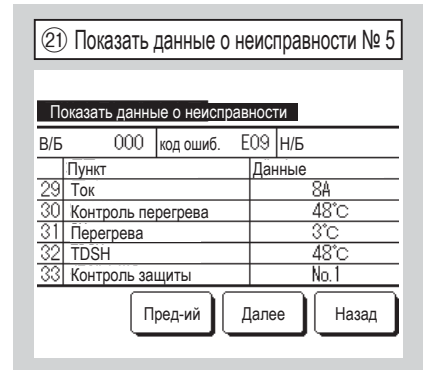 21 Показать данные о неисправности № 5
Показать данные о неисправности
В/Б 000 код ошиб. E09 Н/Б
Пункт Данные
29 Ток 8A
30 Контроль перегрева 48°C
31 Перегрева 3°C
32 TDSH 48°C
33 Контроль защиты No.1
Пред-ий Далее Назад